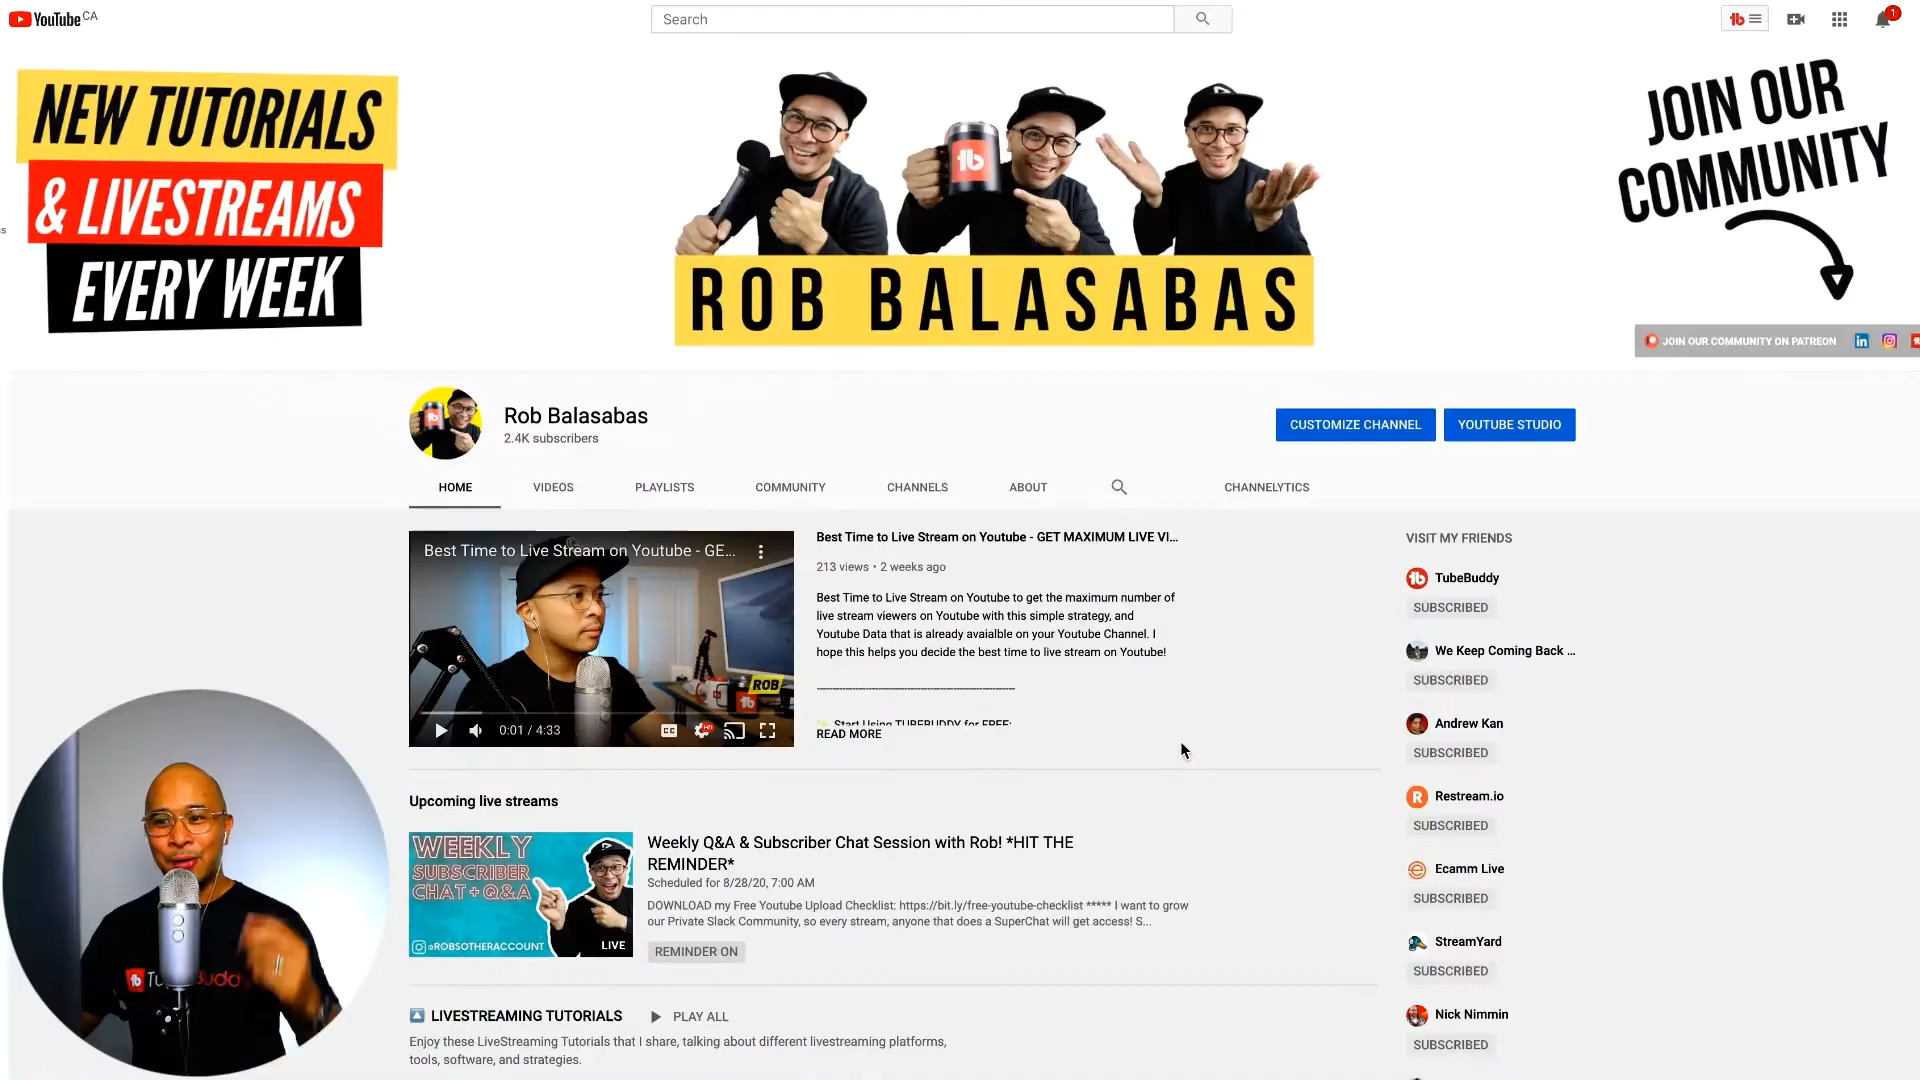 YouTube CA
Search
1
NEW TUTORIALS
& LIVESTREAMS
EVERY WEEK
ROB BALASABAS
JOIN OUR
COMMUNITY
JOIN OUR COMMUNITY ON PATREON
Rob Balasabas
2.4K subscribers
CUSTOMIZE CHANNEL
YOUTUBE STUDIO
HOME
VIDEOS
PLAYLISTS
COMMUNITY
CHANNELS
ABOUT
CHANNELYTICS
Best Time to Live Stream on Youtube - GE...
ROB
0:01 / 4:33
Best Time to Live Stream on Youtube - GET MAXIMUM LIVE VI...
213 views • 2 weeks ago
Best Time to Live Stream on Youtube to get the maximum number of
live stream viewers on Youtube with this simple strategy, and
Youtube Data that is already avaialble on your Youtube Channel. I
hope this helps you decide the best time to live stream on Youtube!
Start Using TUBEBUDDY for FREE:
READ MORE
Upcoming live streams
WEEKLY
SUBSCRIBER
CHAT + Q&A
@ROBSOTHERACCOUNT
LIVE
Weekly Q&A & Subscriber Chat Session with Rob! *HIT THE
REMINDER*
Scheduled for 8/28/20, 7:00 AM
DOWNLOAD my Free Youtube Upload Checklist: https://bit.ly/free-youtube-checklist ***** I want to grow
our Private Slack Community, so every stream, anyone that does a SuperChat will get access! S...
REMINDER ON
LIVESTREAMING TUTORIALS
PLAY ALL
Enjoy these LiveStreaming Tutorials that I share, talking about different livestreaming platforms,
tools, software, and strategies.
VISIT MY FRIENDS
TubeBuddy
SUBSCRIBED
We Keep Coming Back ...
SUBSCRIBED
Andrew Kan
SUBSCRIBED
Restream.io
SUBSCRIBED
Ecamm Live
SUBSCRIBED
StreamYard
SUBSCRIBED
Nick Nimmin
SUBSCRIBED